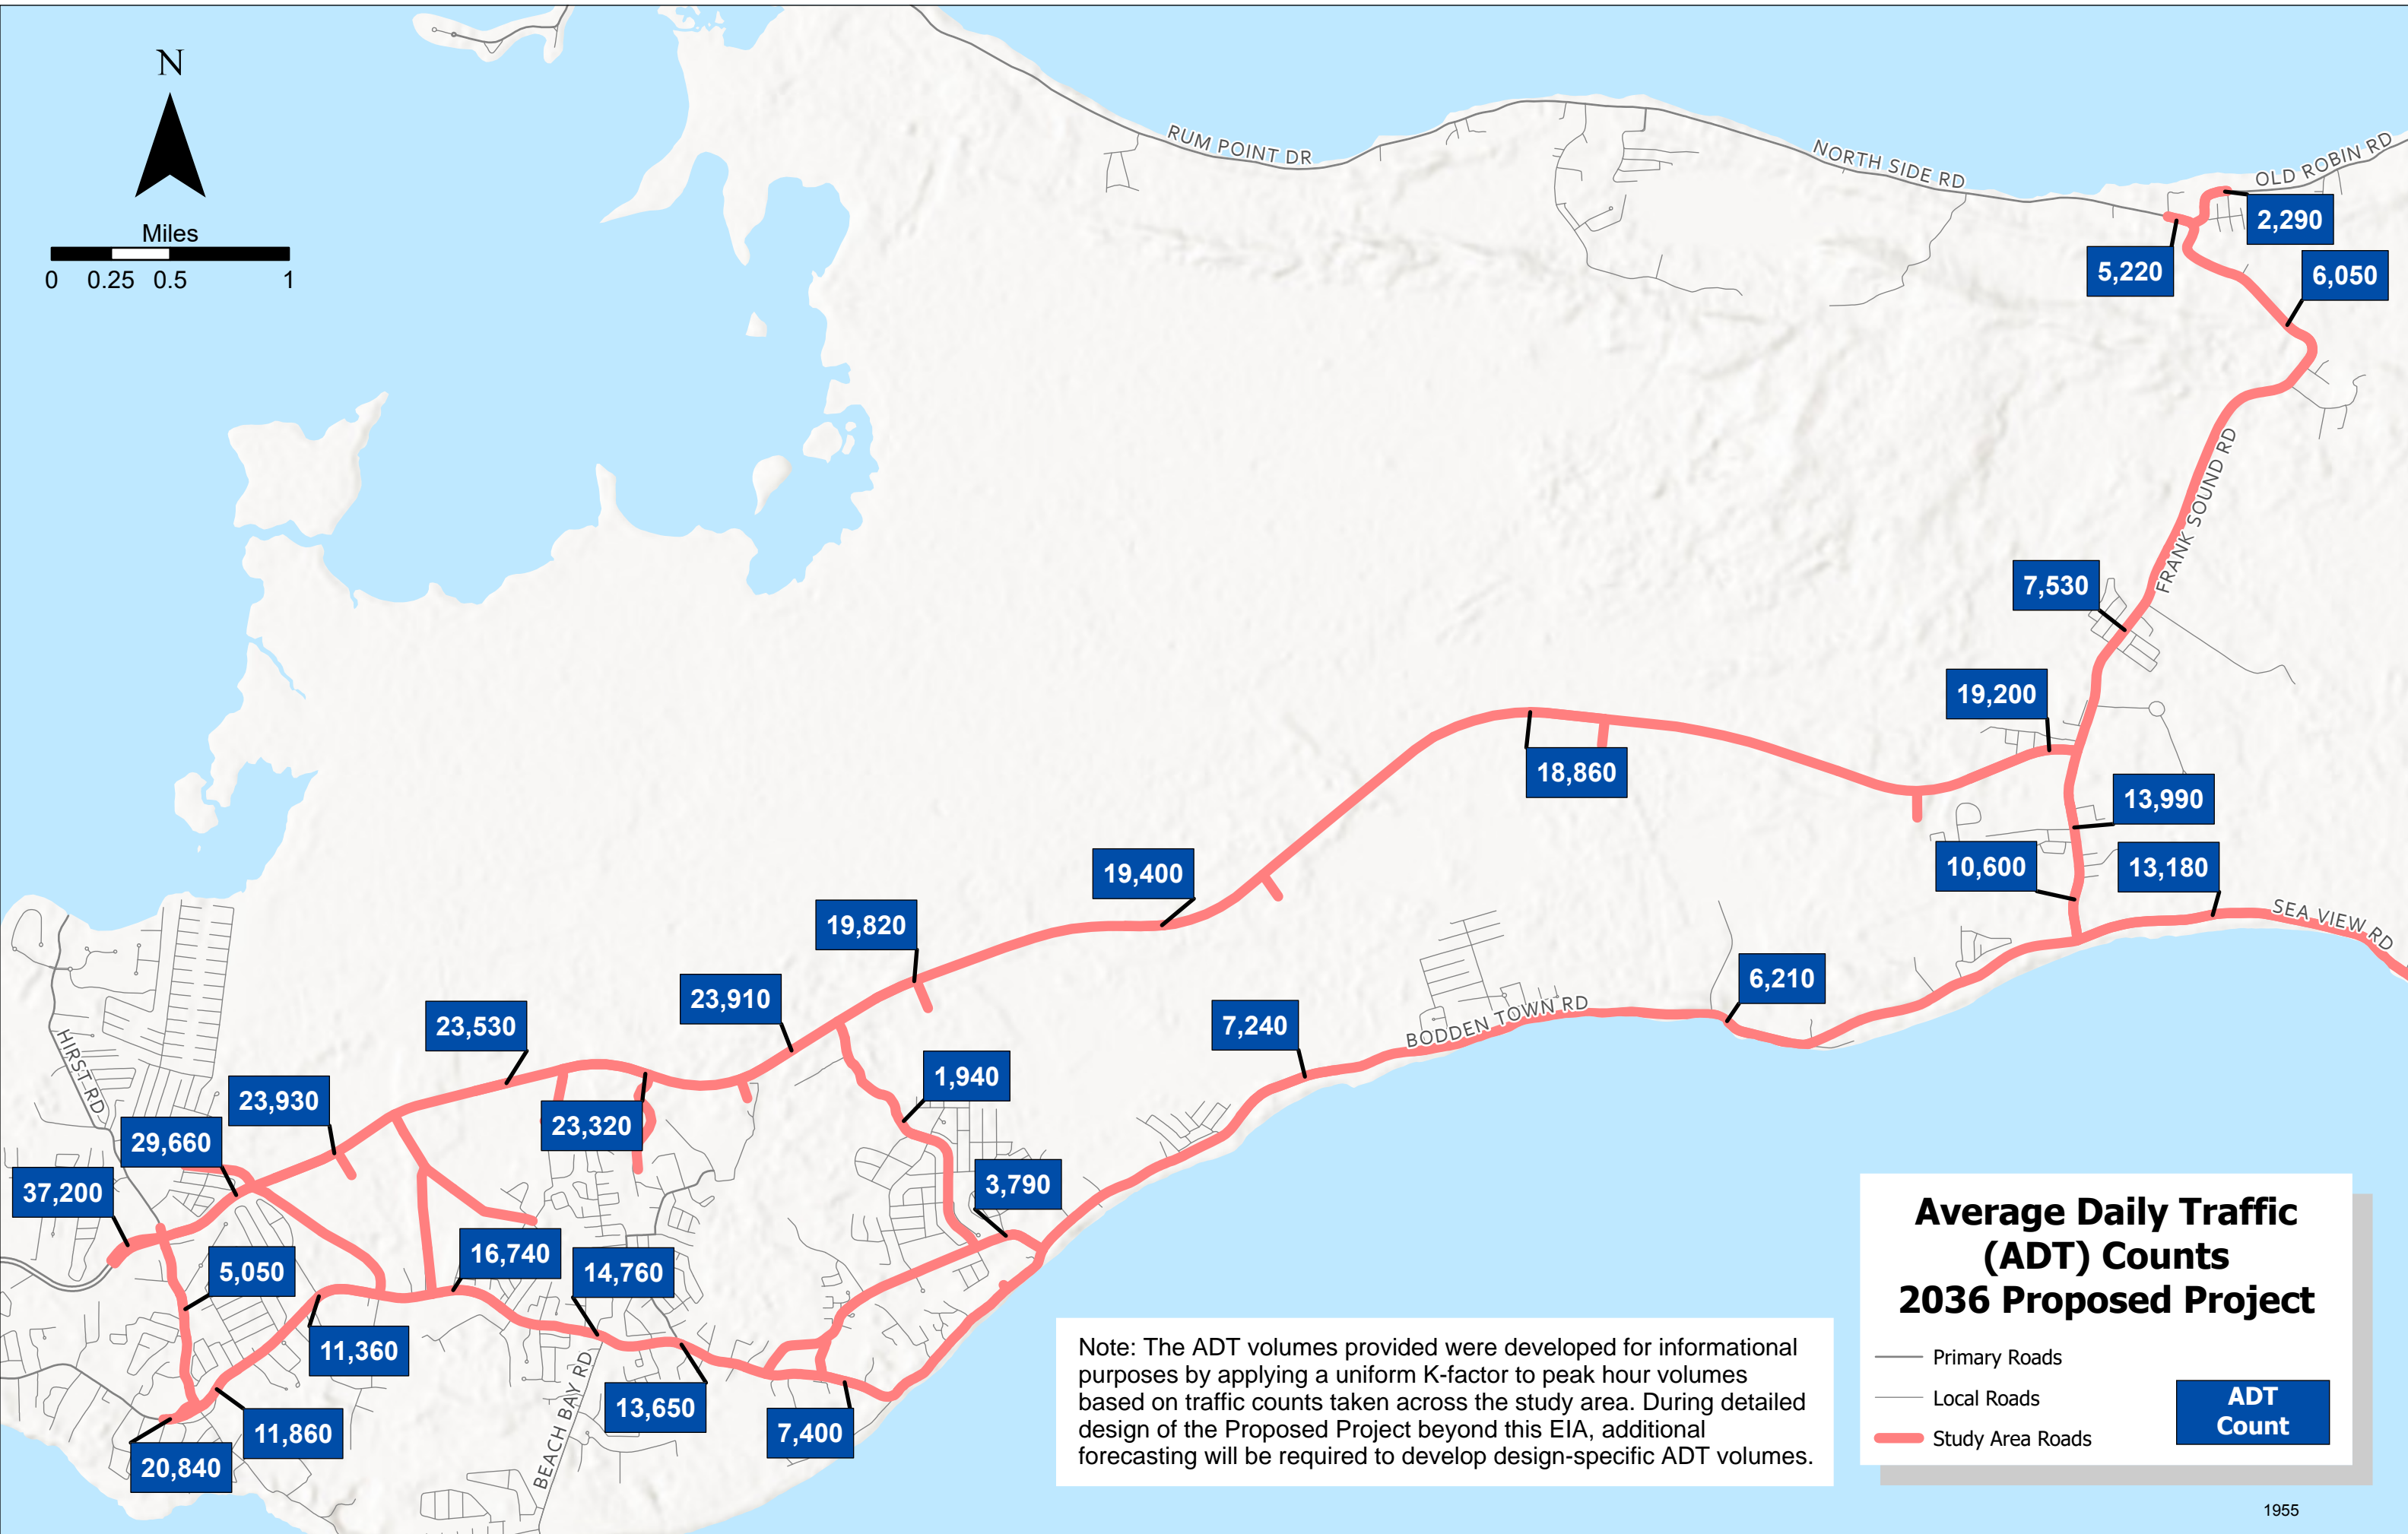 N
Miles
0 0.25 0.5 1
RUM POINT DR
NORTH SIDE RD
OLD ROBIN RD
2,290
5,220
6,050
FRANK SOUND RD
7,530
19,200
18,860
13,990
10,600
13,180
SEA VIEW RD
19,400
19,820
23,910
6,210
7,240
BODDEN TOWN RD
23,530
HIRST RD
1,940
23,930
23,320
29,660
37,200
3,790
5,050
16,740
14,760
11,360
BEACH BAY RD
13,650
7,400
11,860
20,840
Note: The ADT volumes provided were developed for informational
purposes by applying a uniform K-factor to peak hour volumes
based on traffic counts taken across the study area. During detailed
design of the Proposed Project beyond this EIA, additional
forecasting will be required to develop design-specific ADT volumes.
Average Daily Traffic
(ADT) Counts
2036 Proposed Project
Primary Roads
Local Roads
Study Area Roads
ADT
Count
1955